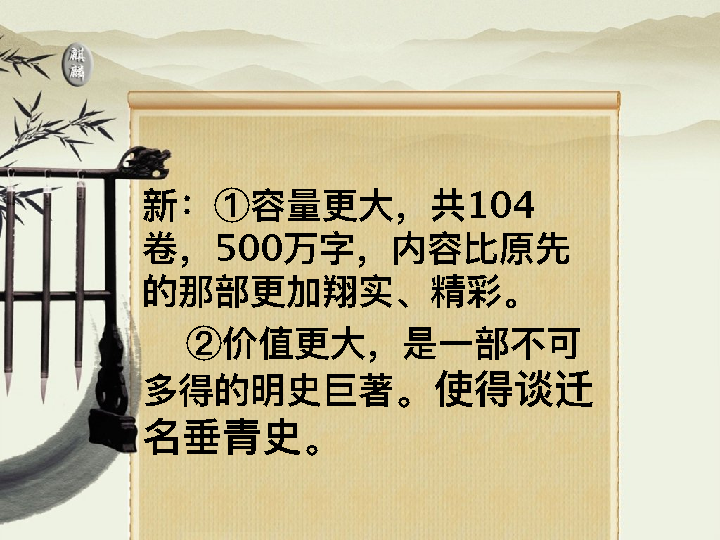 麒
麟
新：①容量更大，共104
卷，500万字，内容比原先
的那部更加翔实、精彩。
②价值更大，是一部不可
多得的明史巨著。使得谈迁
名垂青史。